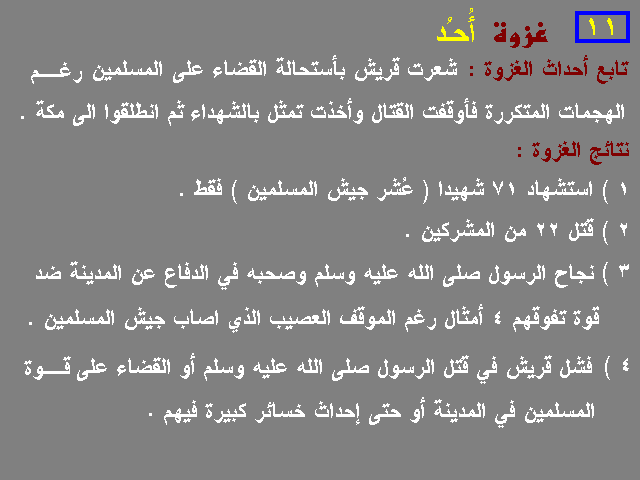 ١١
غزوة أُحـُد
تابع أحداث الغزوة : شعرت قريش بأستحالة القضاء على المسلمين رغـــم
الهجمات المتكررة فأوقفت القتال وأخذت تمثل بالشهداء ثم انطلقوا الى مكة .
نتائج الغزوة :
١ ) استشهاد ٧١ شهيدا ( عُشر جيش المسلمين ) فقط .
٢ ) قتل ٢٢ من المشركين .
٣ ) نجاح الرسول صلى الله عليه وسلم وصحبه في الدفاع عن المدينة ضد
قوة تفوقهم ٤ أمثال رغم الموقف العصيب الذي اصاب جيش المسلمين .
٤ ) فشل قريش في قتل الرسول صلى الله عليه وسلم أو القضاء على قـــوة
المسلمين في المدينة أو حتى إحداث خسائر كبيرة فيهم .